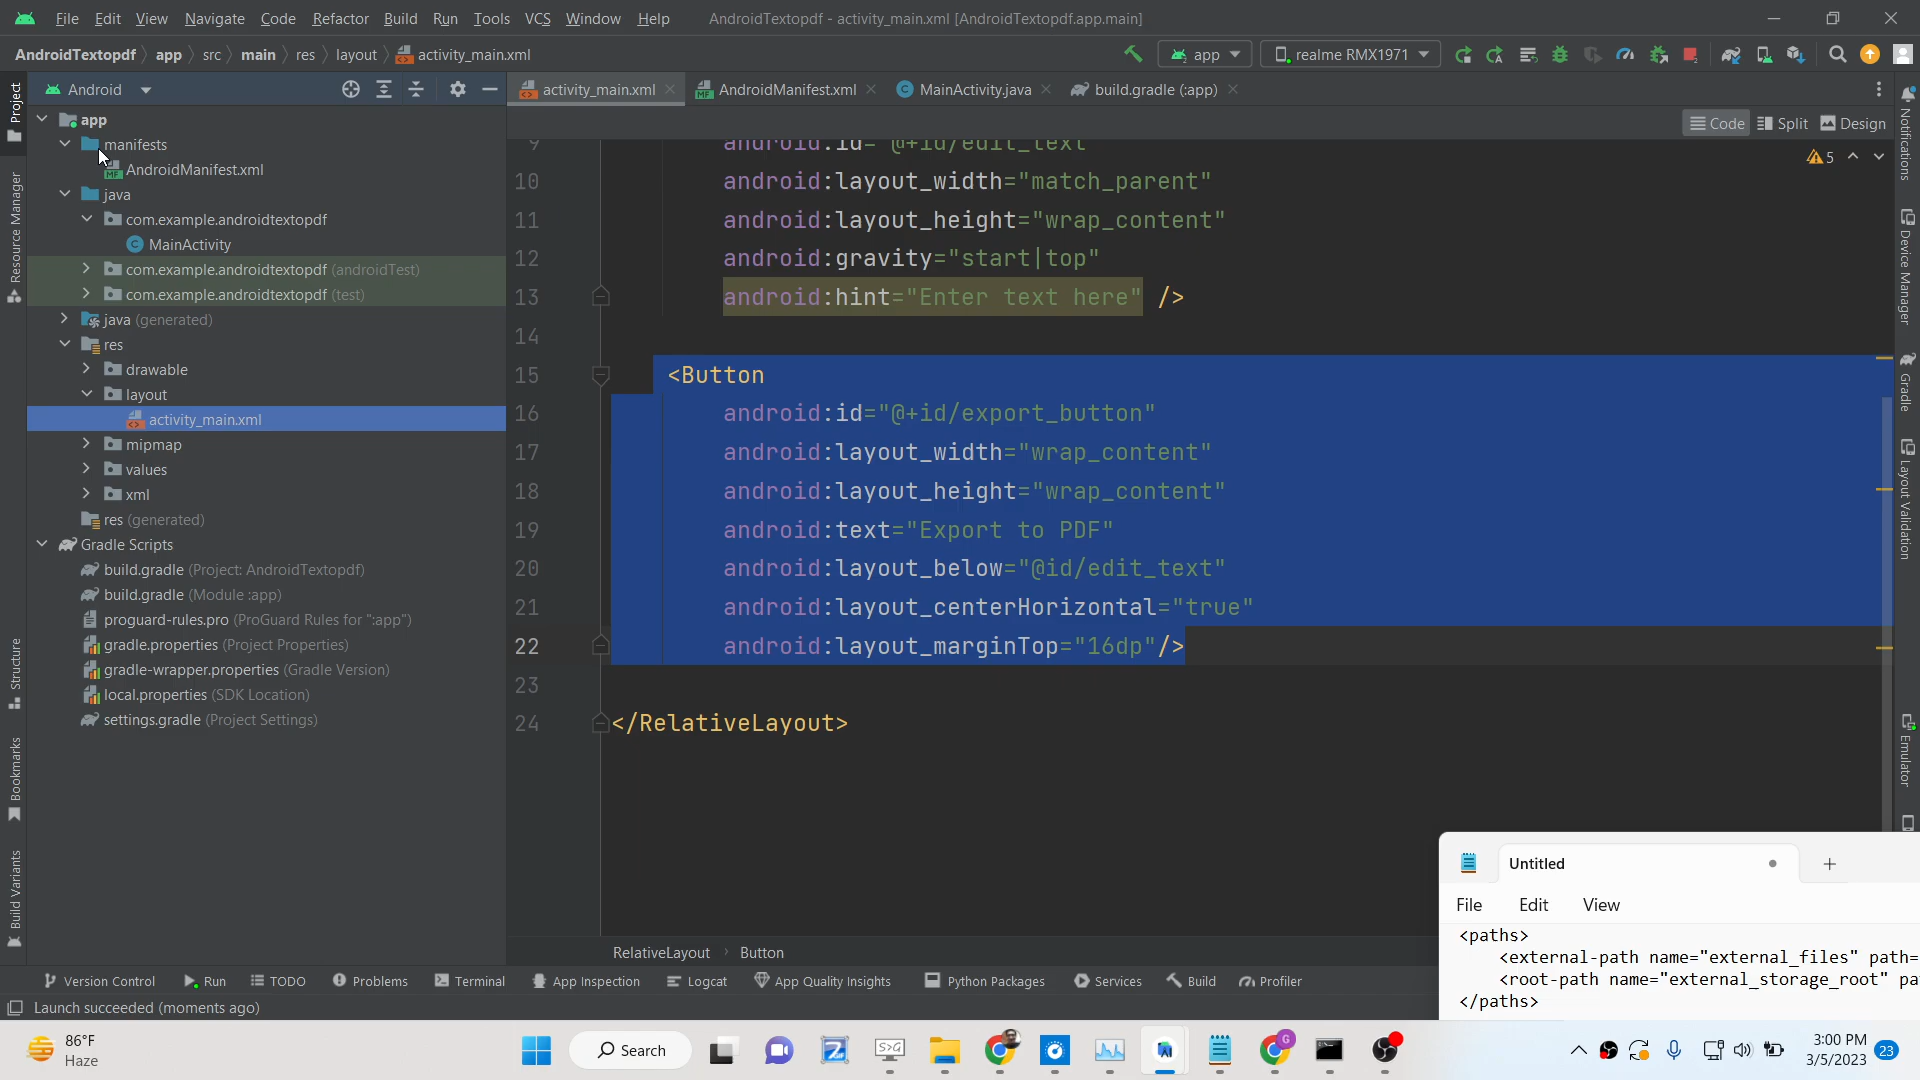 File Edit View Navigate Code Refactor Build Run Tools VCS Window Help AndroidTextopdf - activity_main.xml [AndroidTextopdf.app.main]
AndroidTextopdf app src main res layout activity_main.xml app realme RMX1971
Android activity_main.xml AndroidManifest.xml MainActivity.java build.gradle (:app)
Code Split Design
Project
Resource Manager
Structure
Bookmarks
Build Variants
app
manifests
AndroidManifest.xml
java
com.example.androidtextopdf
MainActivity
com.example.androidtextopdf (androidTest)
com.example.androidtextopdf (test)
java (generated)
res
drawable
layout
activity_main.xml
mipmap
values
xml
res (generated)
Gradle Scripts
build.gradle (Project: AndroidTextopdf)
build.gradle (Module :app)
proguard-rules.pro (ProGuard Rules for ":app")
gradle.properties (Project Properties)
gradle-wrapper.properties (Gradle Version)
local.properties (SDK Location)
settings.gradle (Project Settings)
5
9 android:id="@+id/edit_text"
10 android:layout_width="match_parent"
11 android:layout_height="wrap_content"
12 android:gravity="start|top"
13 android:hint="Enter text here" />
14
15 <Button
16 android:id="@+id/export_button"
17 android:layout_width="wrap_content"
18 android:layout_height="wrap_content"
19 android:text="Export to PDF"
20 android:layout_below="@id/edit_text"
21 android:layout_centerHorizontal="true"
22 android:layout_marginTop="16dp"/>
23
24 </RelativeLayout>
RelativeLayout Button
Notifications
Device Manager
Gradle
Layout Validation
Emulator
Untitled
File Edit View
<paths>
<external-path name="external_files" path=
<root-path name="external_storage_root" pa
</paths>
Version Control Run TODO Problems Terminal App Inspection Logcat App Quality Insights Python Packages Services Build Profiler
Launch succeeded (moments ago)
86°F
Haze
Search
3:00 PM
3/5/2023
23